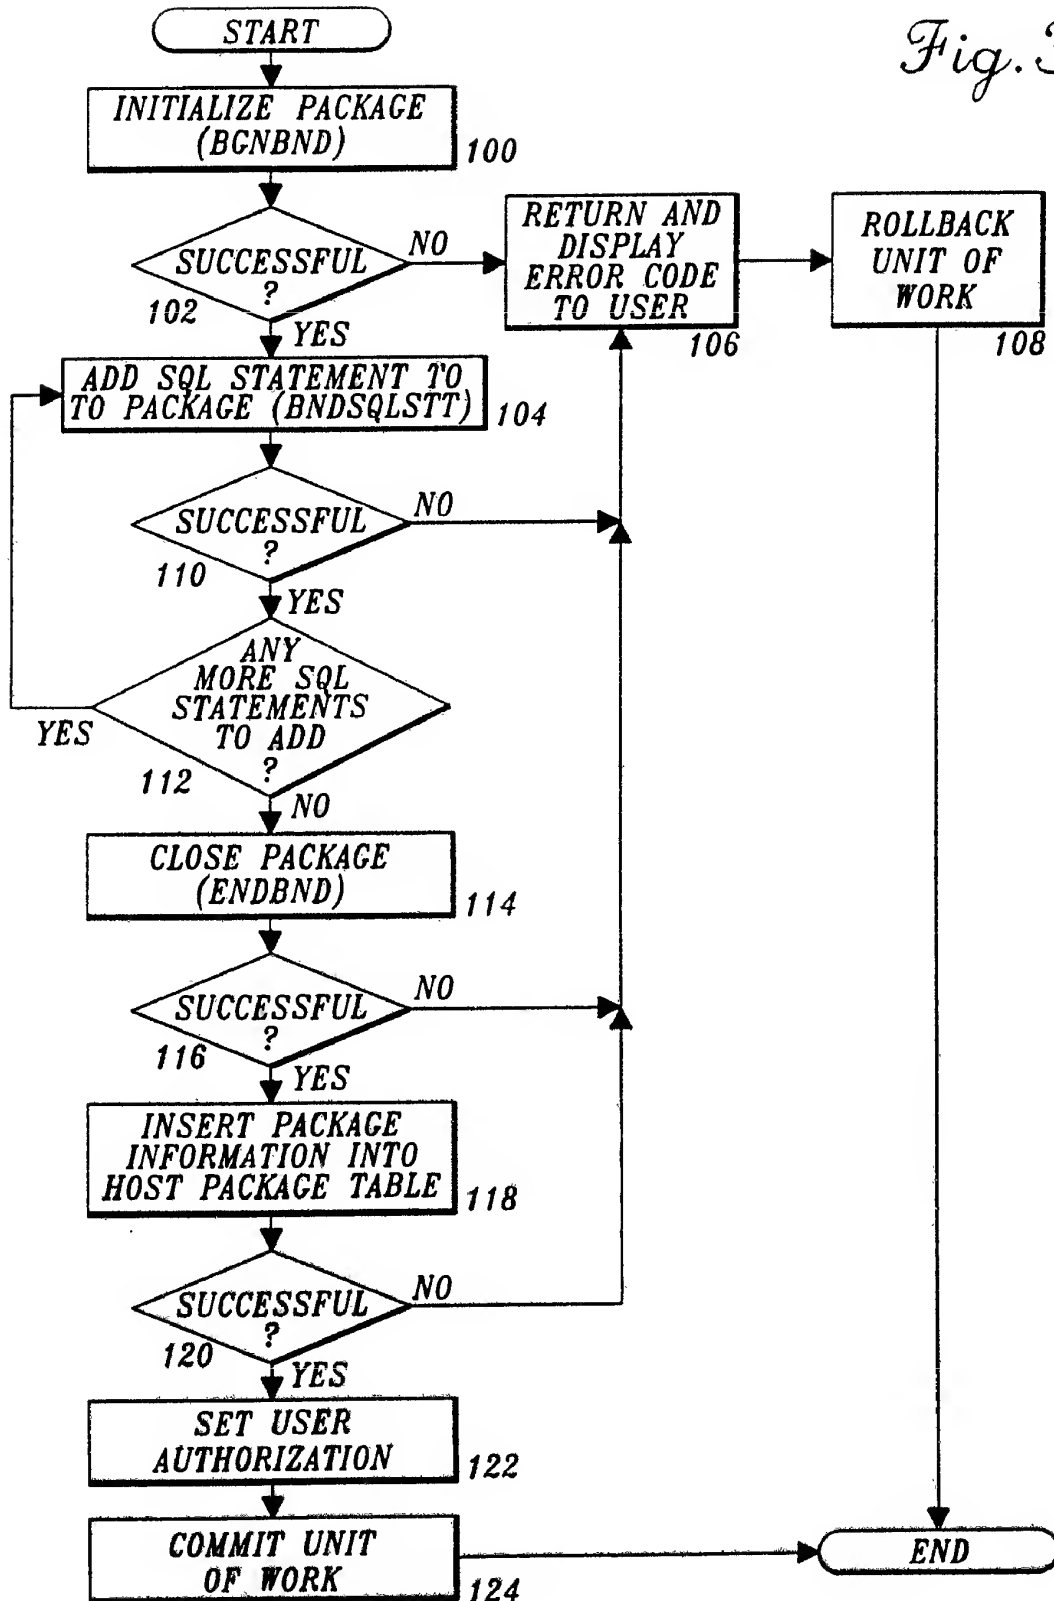 START
Fig. 3
INITIALIZE PACKAGE
(BGNBND)
100
SUCCESSFUL
?
102
NO
YES
RETURN AND
DISPLAY
ERROR CODE
TO USER
106
ROLLBACK
UNIT OF
WORK
108
ADD SQL STATEMENT TO
TO PACKAGE (BNDSQLSTT)
104
SUCCESSFUL
?
110
NO
YES
ANY
MORE SQL
STATEMENTS
TO ADD
?
112
YES
NO
CLOSE PACKAGE
(ENDBND)
114
SUCCESSFUL
?
116
NO
YES
INSERT PACKAGE
INFORMATION INTO
HOST PACKAGE TABLE
118
SUCCESSFUL
?
120
NO
YES
SET USER
AUTHORIZATION
122
COMMIT UNIT
OF WORK
124
END